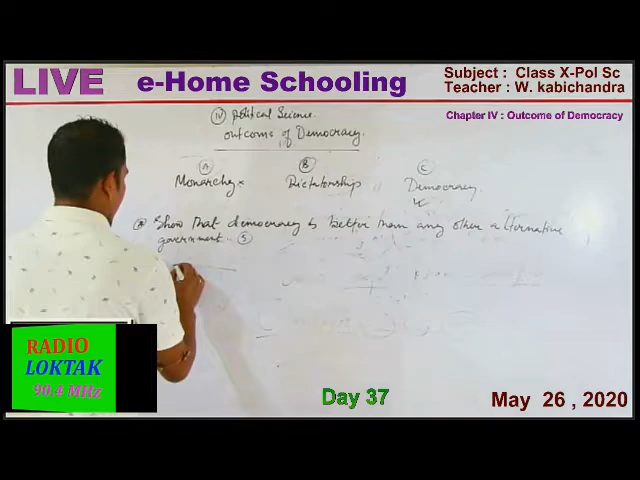 LIVE
e-Home Schooling
Subject : Class X-Pol Sc
Teacher : W. kabichandra
Chapter IV : Outcome of Democracy
IV Political Science.
outcome of Democracy.
A
B
C
Monarchy x
Dictatorship
Democracy.
Q Show that democracy is better than any other alternative
government. 5
RADIO
LOKTAK
90.4 MHz
Day 37
May 26 , 2020